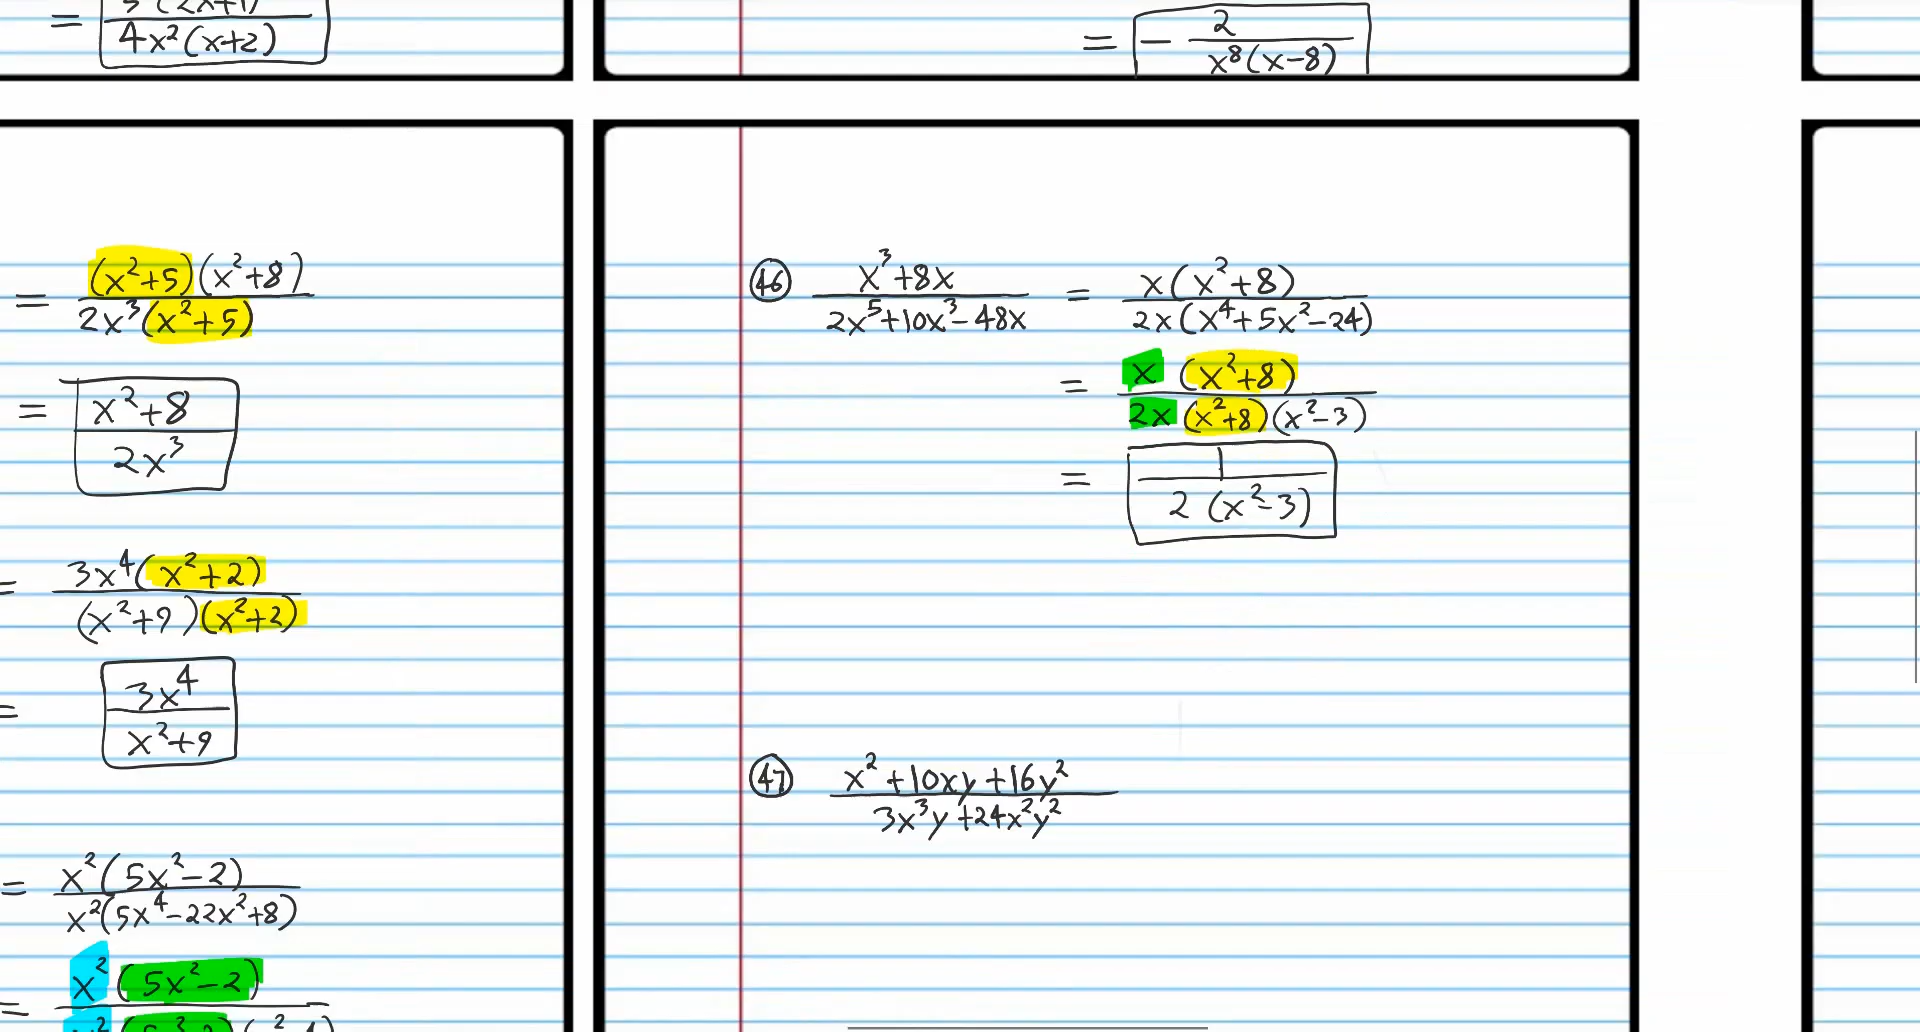 = 3(2x+1)
4x²(x+2)
= - 2
x⁸(x-8)
= (x²+5)(x²+8)
2x³(x²+5)
= x²+8
2x³
= 3x⁴(x²+2)
(x²+9)(x²+2)
= 3x⁴
x²+9
= x²(5x²-2)
x²(5x⁴-22x²+8)
= x²(5x²-2)
46 x³+8x = x(x²+8)
2x⁵+10x³-48x 2x(x⁴+5x²-24)
= x (x²+8)
2x (x²+8)(x²-3)
= 1
2 (x²-3)
47 x²+10xy+16y²
3x³y+24x²y²